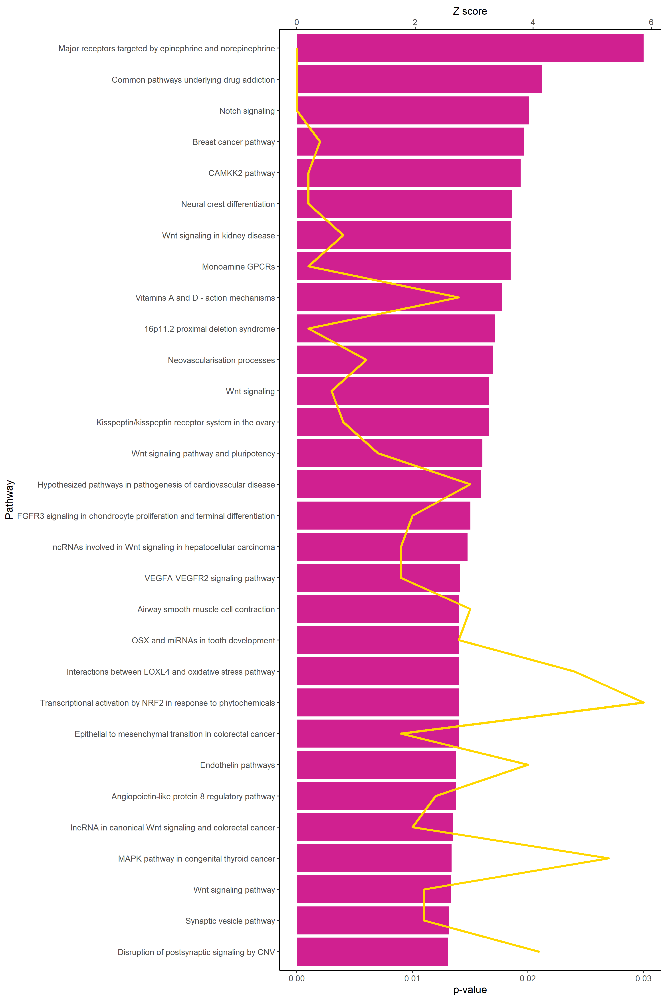 Z score
0 2 4 6
Major receptors targeted by epinephrine and norepinephrine
Common pathways underlying drug addiction
Notch signaling
Breast cancer pathway
CAMKK2 pathway
Neural crest differentiation
Wnt signaling in kidney disease
Monoamine GPCRs
Vitamins A and D - action mechanisms
16p11.2 proximal deletion syndrome
Neovascularisation processes
Wnt signaling
Kisspeptin/kisspeptin receptor system in the ovary
Wnt signaling pathway and pluripotency
Hypothesized pathways in pathogenesis of cardiovascular disease
Pathway
FGFR3 signaling in chondrocyte proliferation and terminal differentiation
ncRNAs involved in Wnt signaling in hepatocellular carcinoma
VEGFA-VEGFR2 signaling pathway
Airway smooth muscle cell contraction
OSX and miRNAs in tooth development
Interactions between LOXL4 and oxidative stress pathway
Transcriptional activation by NRF2 in response to phytochemicals
Epithelial to mesenchymal transition in colorectal cancer
Endothelin pathways
Angiopoietin-like protein 8 regulatory pathway
lncRNA in canonical Wnt signaling and colorectal cancer
MAPK pathway in congenital thyroid cancer
Wnt signaling pathway
Synaptic vesicle pathway
Disruption of postsynaptic signaling by CNV
0.00 0.01 0.02 0.03
p-value